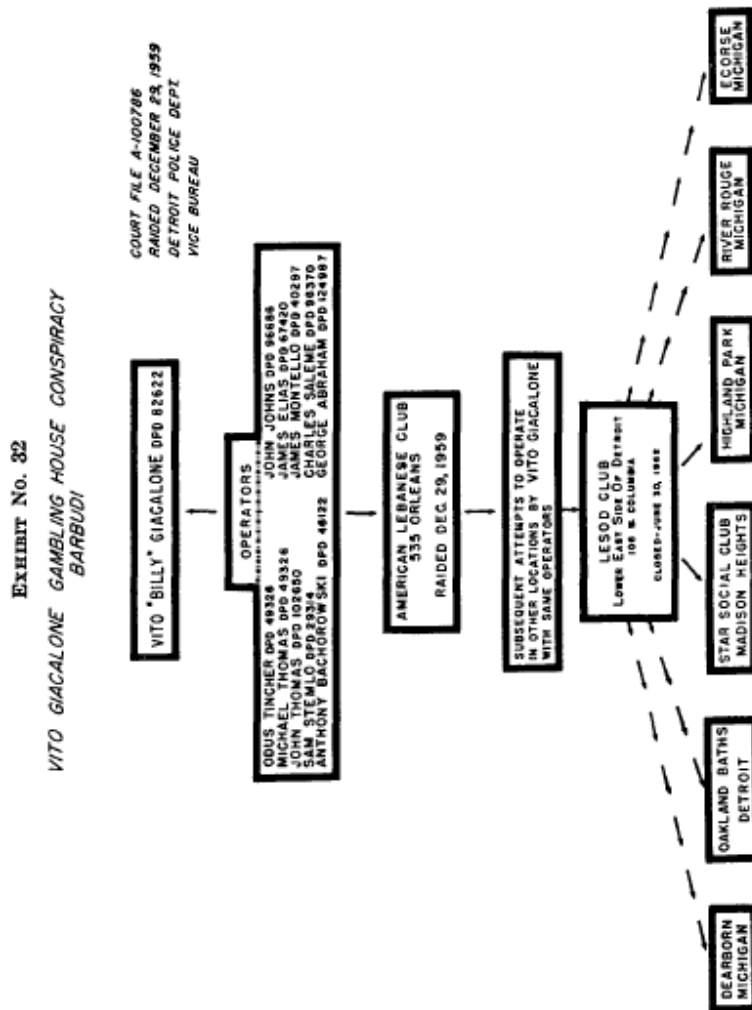 EXHIBIT No. 32
VITO GIACALONE GAMBLING HOUSE CONSPIRACY
BARBUDI
COURT FILE A-100786
RAIDED DECEMBER 29, 1959
DETROIT POLICE DEPT.
VICE BUREAU
VITO "BILLY" GIACALONE DPD 82622
OPERATORS
ODUS TINCHER DPD 49326
MICHAEL THOMAS DPD 49326
JOHN THOMAS DPD 102650
SAM STEMLO DPD 29314
ANTHONY BACHOROWSKI DPD 46122
JOHN JOHNS DPD 96686
JAMES ELIAS DPD 67420
JAMES MONTELLO DPD 40297
CHARLES SALEME DPD 96370
GEORGE ABRAHAM DPD 124987
AMERICAN LEBANESE CLUB
535 ORLEANS
RAIDED DEC. 29, 1959
SUBSEQUENT ATTEMPTS TO OPERATE
IN OTHER LOCATIONS BY VITO GIACALONE
WITH SAME OPERATORS
LESOD CLUB
LOWER EAST SIDE OF DETROIT
106 W. COLUMBIA
CLOSED-JUNE 30, 1962
DEARBORN
MICHIGAN
OAKLAND BATHS
DETROIT
STAR SOCIAL CLUB
MADISON HEIGHTS
HIGHLAND PARK
MICHIGAN
RIVER ROUGE
MICHIGAN
ECORSE
MICHIGAN